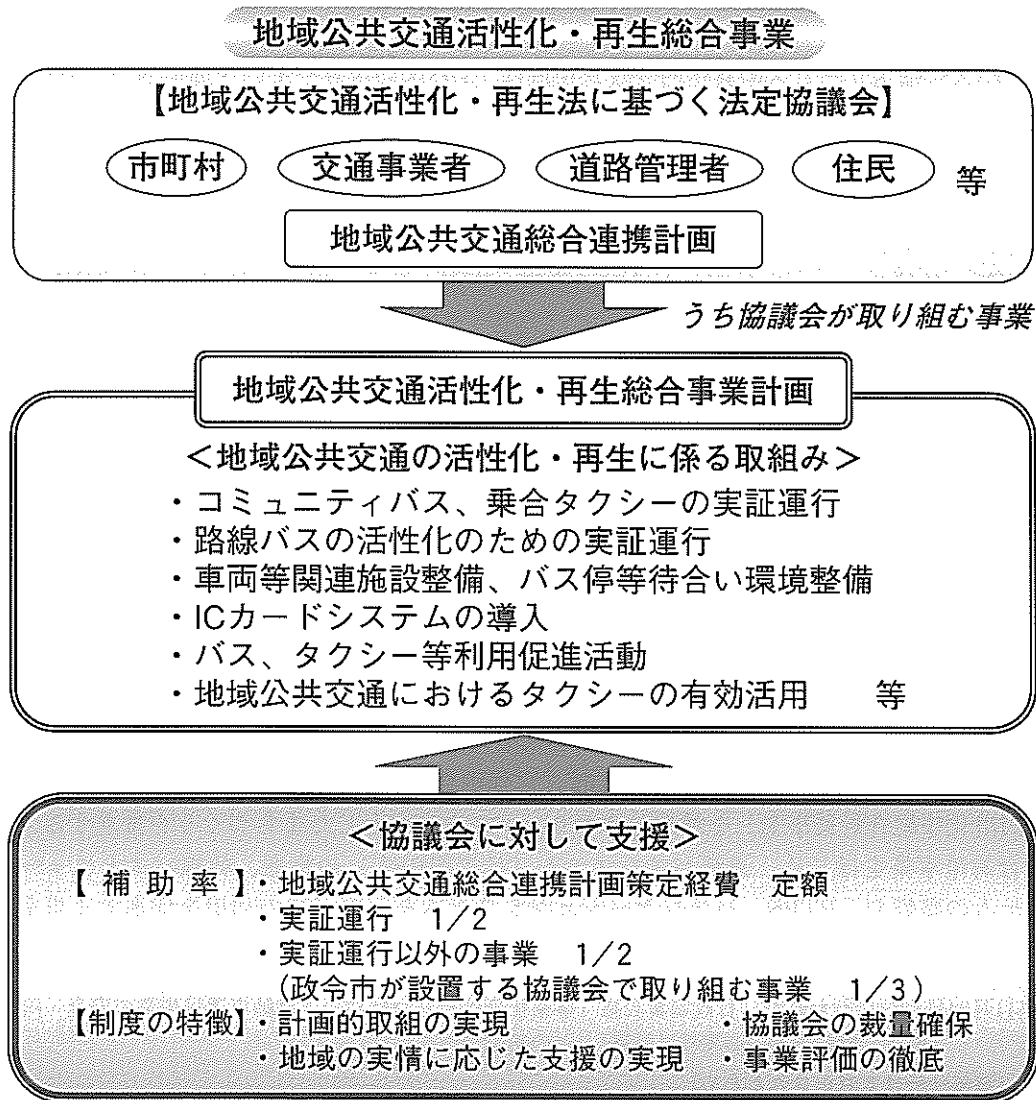 地域公共交通活性化・再生総合事業
【地域公共交通活性化・再生法に基づく法定協議会】
市町村 交通事業者 道路管理者 住民 等
地域公共交通総合連携計画
うち協議会が取り組む事業
地域公共交通活性化・再生総合事業計画
＜地域公共交通の活性化・再生に係る取組み＞
・コミュニティバス、乗合タクシーの実証運行
・路線バスの活性化のための実証運行
・車両等関連施設整備、バス停等待合い環境整備
・ICカードシステムの導入
・バス、タクシー等利用促進活動
・地域公共交通におけるタクシーの有効活用　等
＜協議会に対して支援＞
【補助率】・地域公共交通総合連携計画策定経費　定額
・実証運行　1／2
・実証運行以外の事業　1／2
（政令市が設置する協議会で取り組む事業　1／3）
【制度の特徴】・計画的取組の実現　・協議会の裁量確保
・地域の実情に応じた支援の実現　・事業評価の徹底